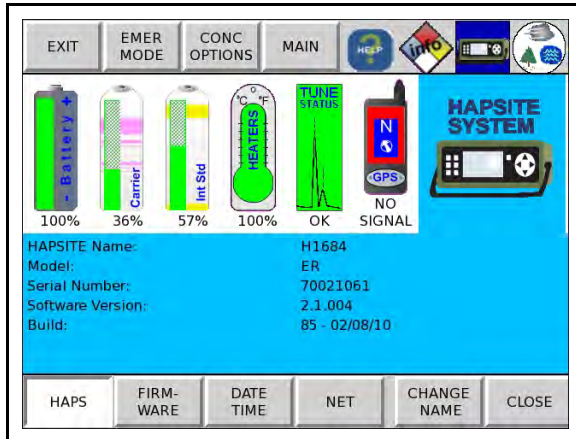 EXIT
EMER
MODE
CONC
OPTIONS
MAIN
HELP
info
- Battery +
100%
Carrier
36%
Int Std
57%
°C °F
HEATERS
100%
TUNE
STATUS
OK
N
GPS
NO
SIGNAL
HAPSITE
SYSTEM
HAPSITE Name: H1684
Model: ER
Serial Number: 70021061
Software Version: 2.1.004
Build: 85 - 02/08/10
HAPS
FIRM-
WARE
DATE
TIME
NET
CHANGE
NAME
CLOSE